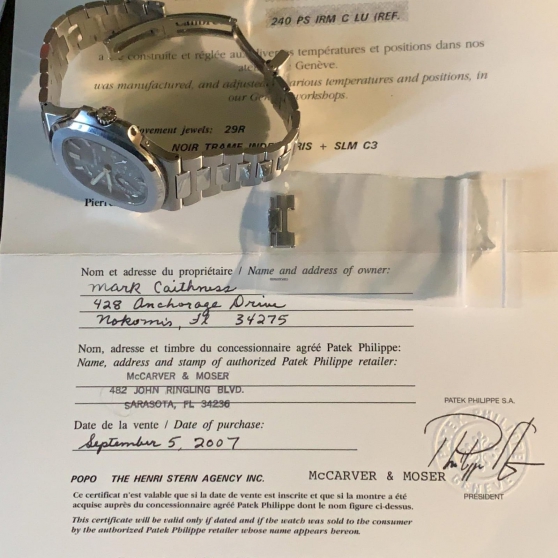 Calibre
240 PS IRM C LU (REF.
a été construite et réglée aux divers températures et positions dans nos
Genève.
was manufactured, and adjusted various temperatures and positions, in
our Geneva workshops.
movement jewels: 29R
NOIR TRAME + SLM C3
Nom et adresse du propriétaire / Name and address of owner:
Mark Caithness
428 Anchorage Drive
Nokomis, Fl 34275
Nom, adresse et timbre du concessionnaire agréé Patek Philippe:
Name, address and stamp of authorized Patek Philippe retailer:
McCARVER & MOSER
482 JOHN RINGLING BLVD.
SARASOTA, FL 34236
PATEK PHILIPPE S.A.
Date de la vente / Date of purchase:
September 5, 2007
POPO THE HENRI STERN AGENCY INC. McCARVER & MOSER
PRÉSIDENT
Ce certificat n'est valable que si la date de vente est inscrite et que si la montre a été
acquise auprès du concessionnaire agréé Patek Philippe dont le nom figure ci-dessus.
This certificate will be valid only if dated and if the watch was sold to the consumer
by the authorized Patek Philippe retailer whose name appears hereon.